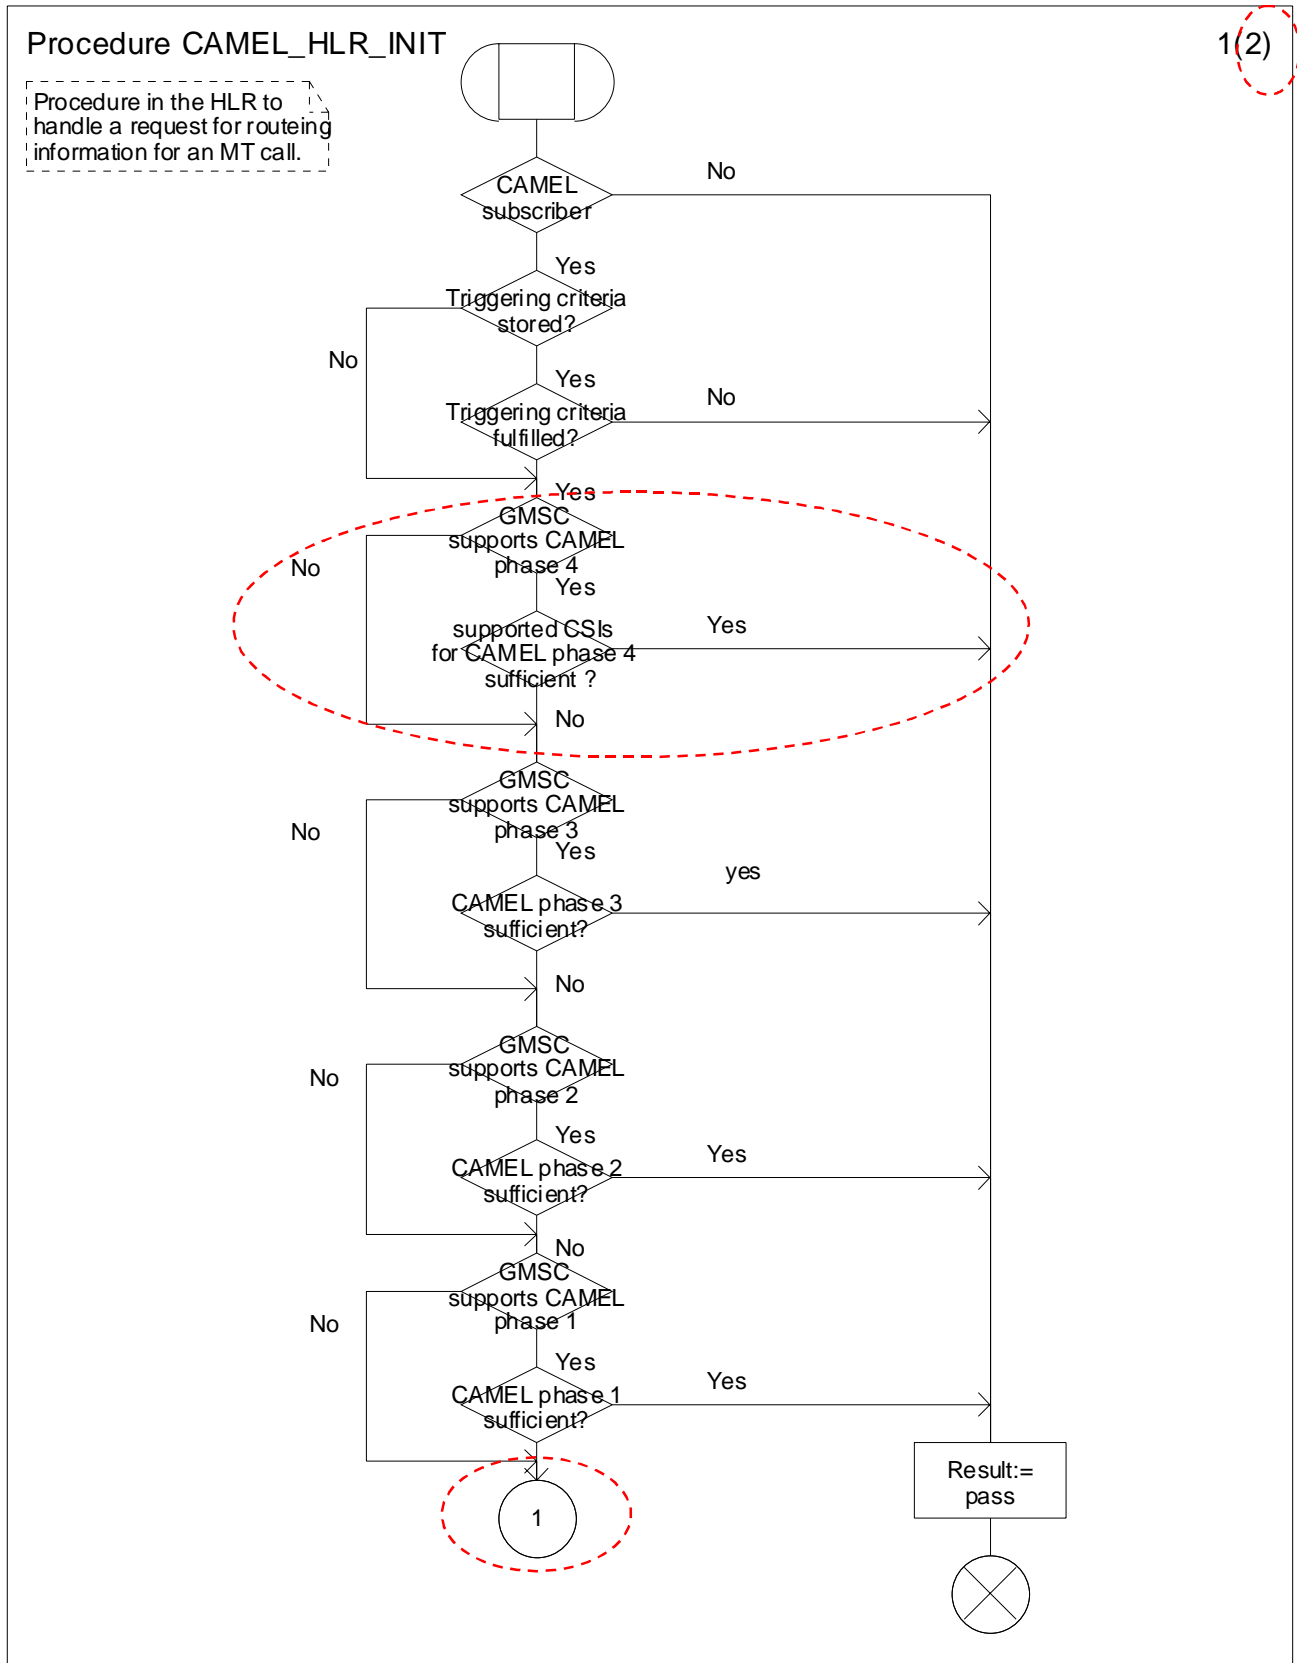 Procedure CAMEL_HLR_INIT
1(2)
Procedure in the HLR to
handle a request for routeing
information for an MT call.
CAMEL
subscriber
No
Yes
Triggering criteria
stored?
No
Yes
Triggering criteria
fulfilled?
No
Yes
GMSC
supports CAMEL
phase 4
No
Yes
supported CSIs
for CAMEL phase 4
sufficient ?
Yes
No
GMSC
supports CAMEL
phase 3
No
Yes
CAMEL phase 3
sufficient?
yes
No
GMSC
supports CAMEL
phase 2
No
Yes
CAMEL phase 2
sufficient?
Yes
No
GMSC
supports CAMEL
phase 1
No
Yes
CAMEL phase 1
sufficient?
Yes
Result:=
pass
1